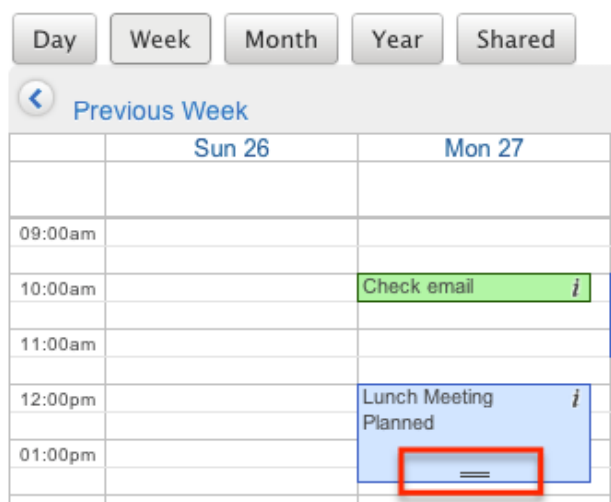 Day Week Month Year Shared
Previous Week
Sun 26 Mon 27
09:00am
10:00am Check email i
11:00am
12:00pm Lunch Meeting i
Planned
01:00pm